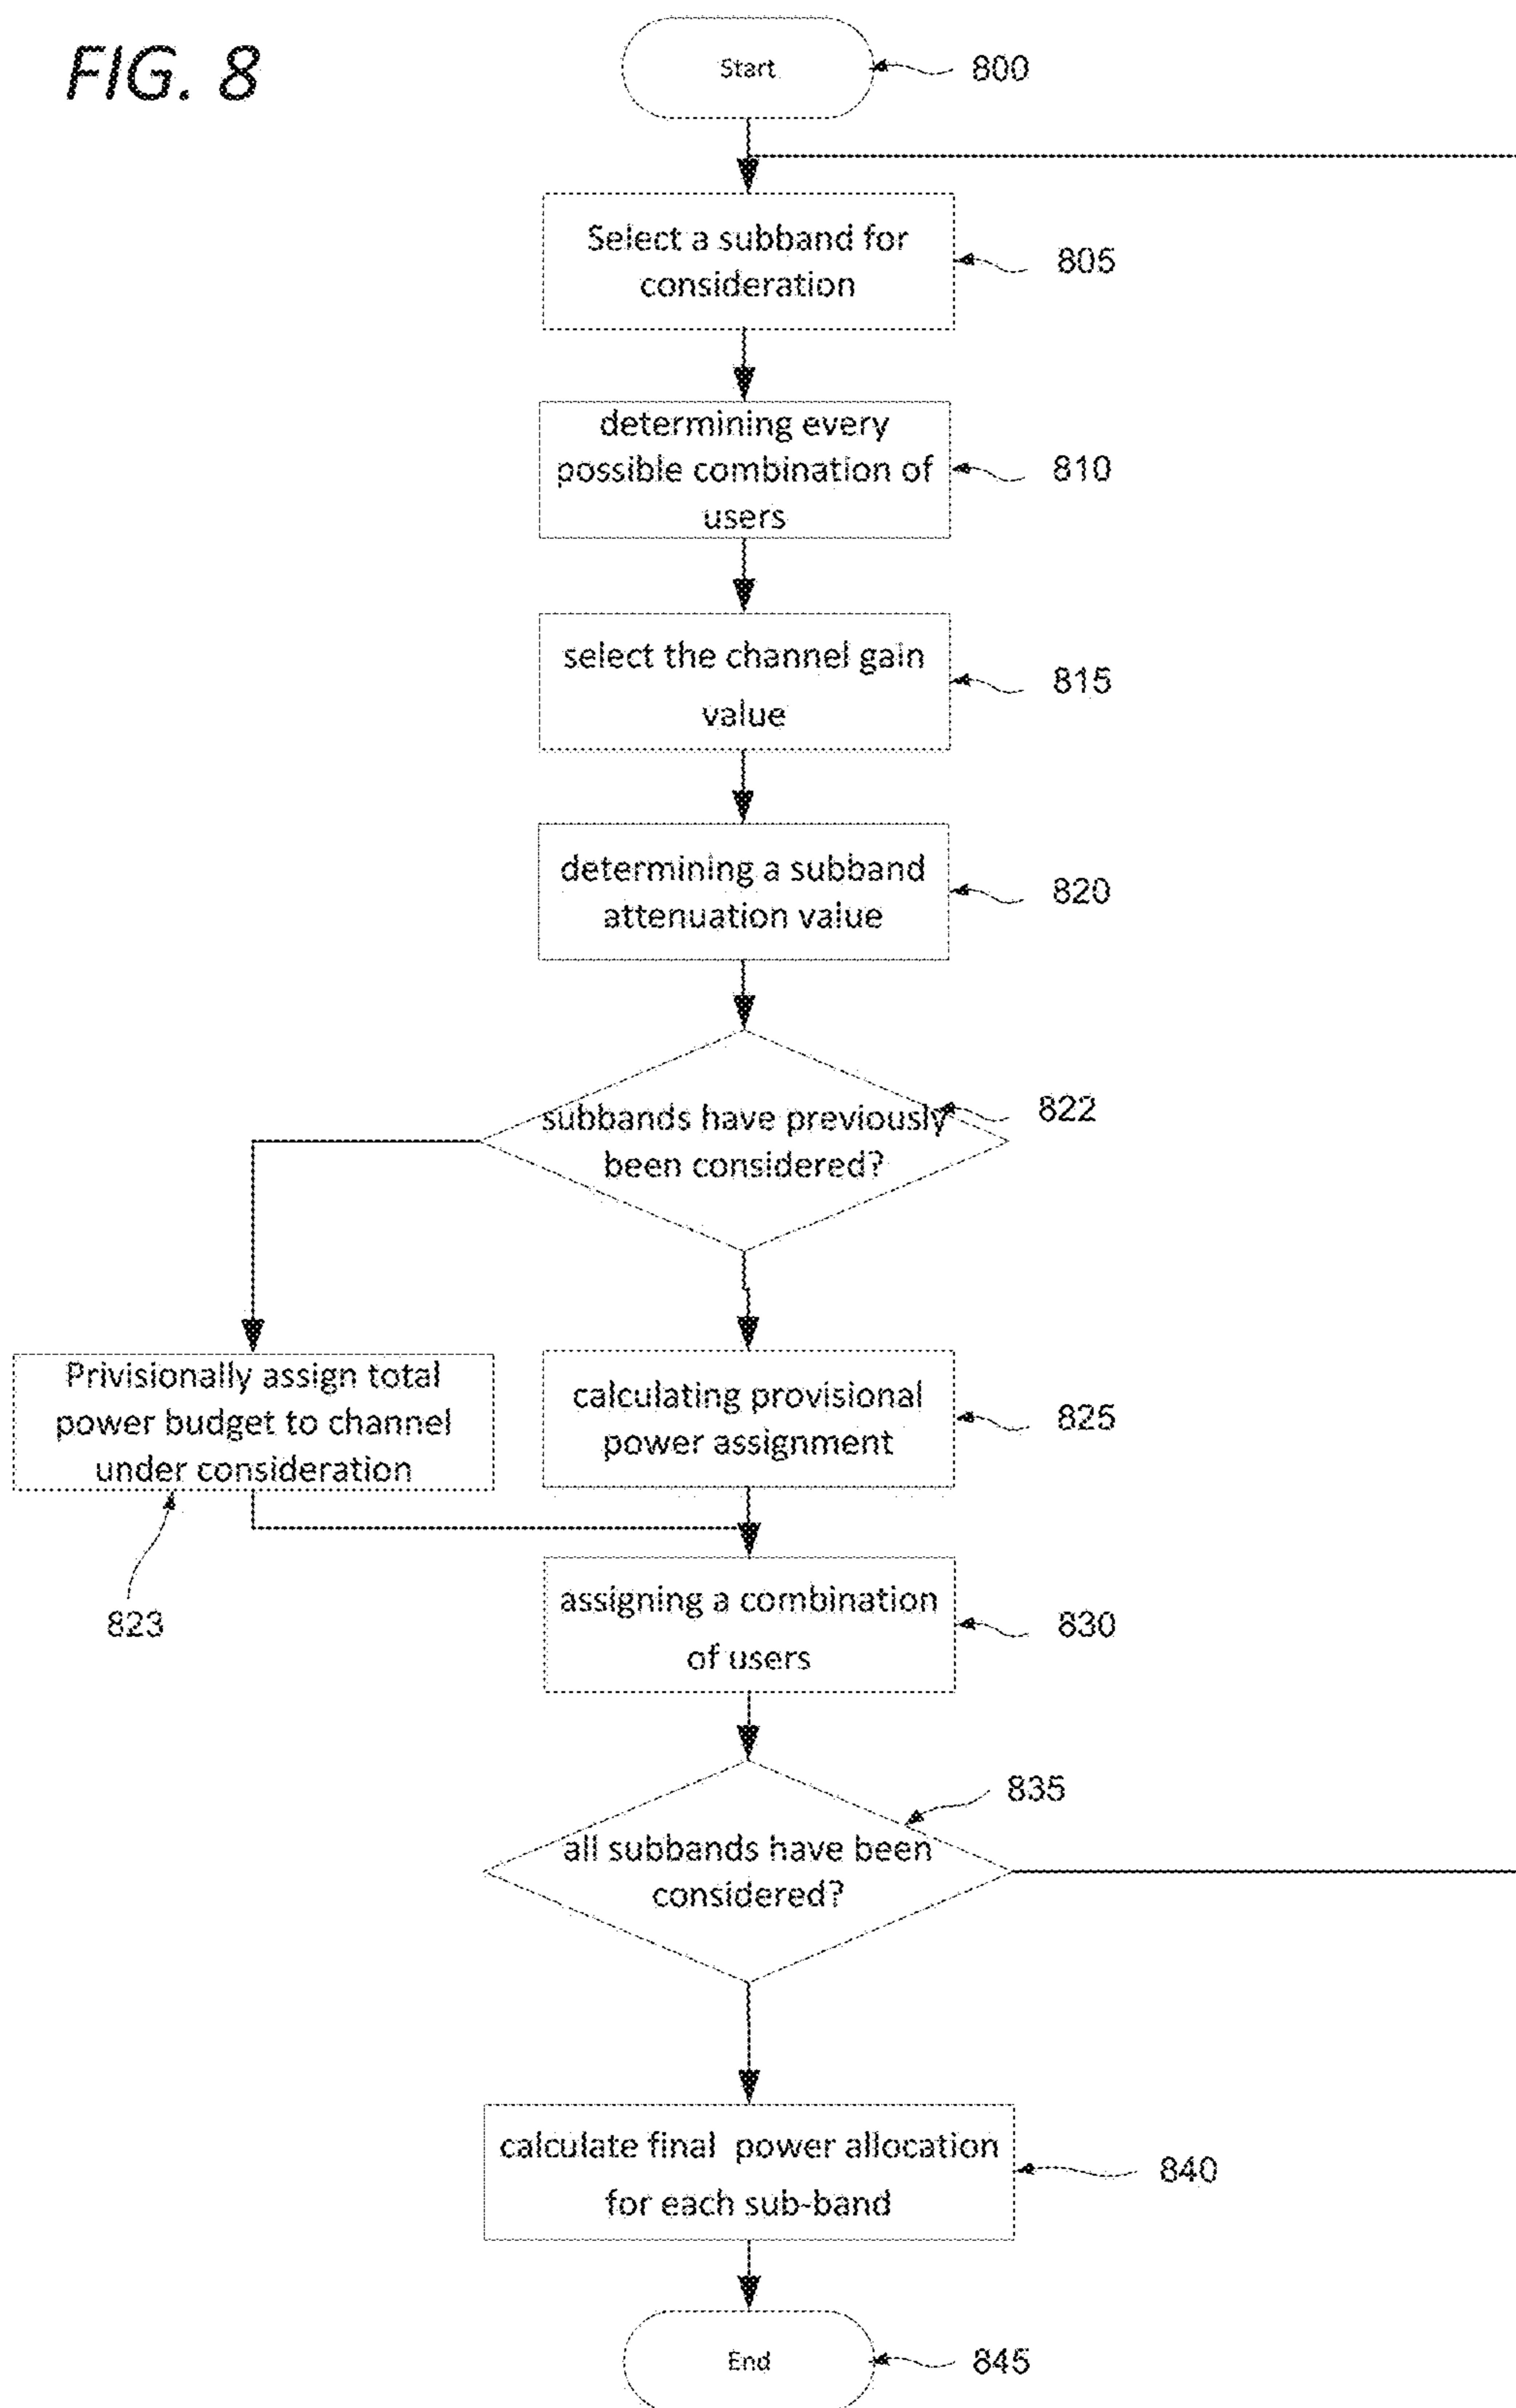 FIG. 8
Start
800
Select a subband for
consideration
805
determining every
possible combination of
users
810
select the channel gain
value
815
determining a subband
attenuation value
820
subbands have previously
been considered?
822
Privisionally assign total
power budget to channel
under consideration
823
calculating provisional
power assignment
825
assigning a combination
of users
830
all subbands have been
considered?
835
calculate final power allocation
for each sub-band
840
End
845